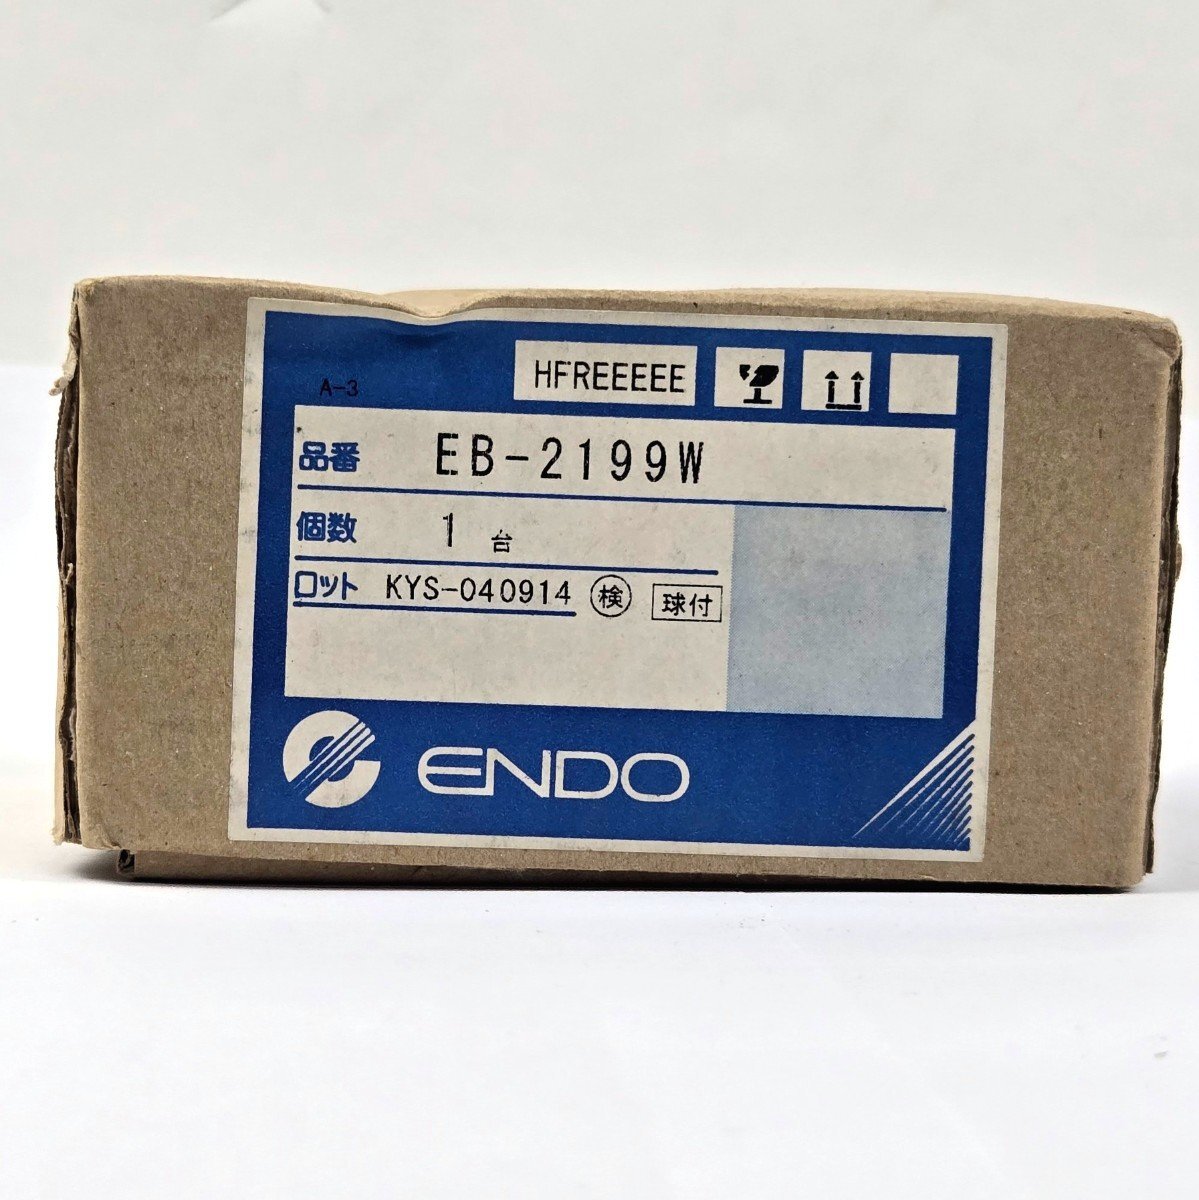 HFREEEEE
A-3
品番 EB-2199W
個数 1 台
ロット KYS-040914 検 球付
ENDO